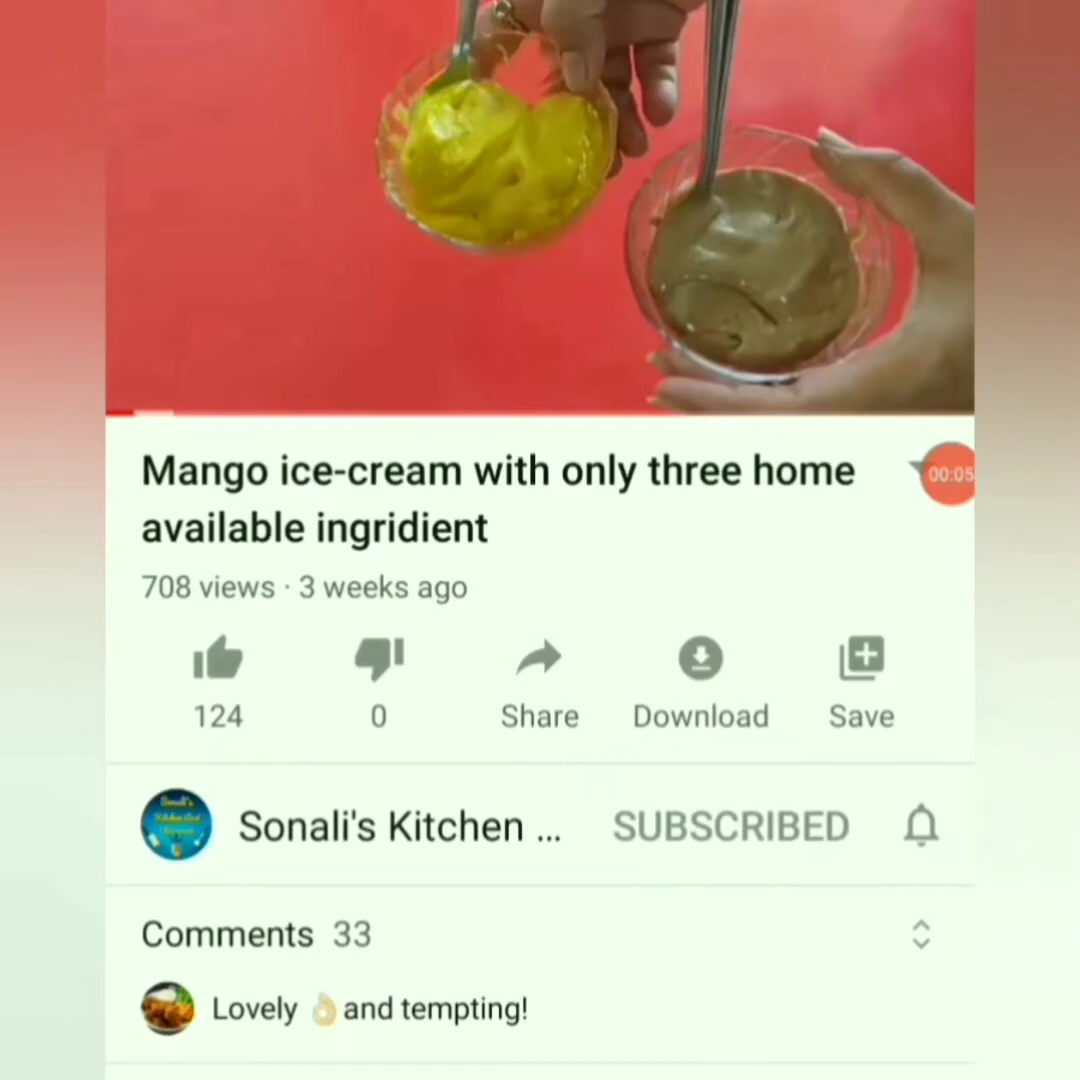 Mango ice-cream with only three home
available ingridient
00:05
708 views · 3 weeks ago
124
0
Share
Download
Save
Sonali's Kitchen ...
SUBSCRIBED
Comments 33
Lovely 👌🏻and tempting!